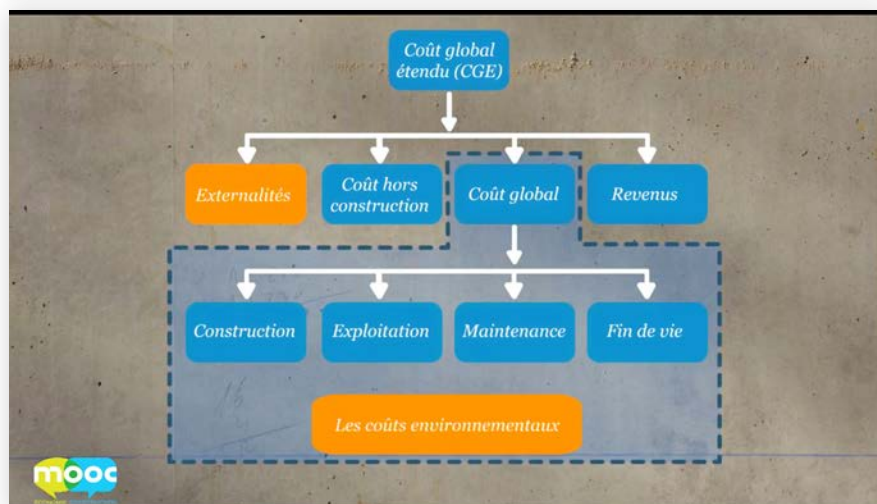 Coût global
étendu (CGE)
Externalités
Coût hors
construction
Coût global
Revenus
Construction
Exploitation
Maintenance
Fin de vie
Les coûts environnementaux
mooc